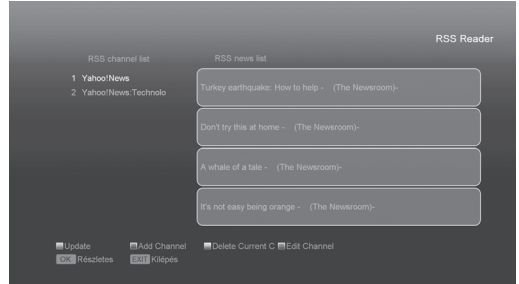 RSS Reader
RSS channel list
RSS news list
1 Yahoo!News
2 Yahoo!News:Technolo
Turkey earthquake: How to help - (The Newsroom)-
Don't try this at home - (The Newsroom)-
A whale of a tale - (The Newsroom)-
It's not easy being orange - (The Newsroom)-
Update Add Channel Delete Current C Edit Channel
OK Részletes EXIT Kilépés